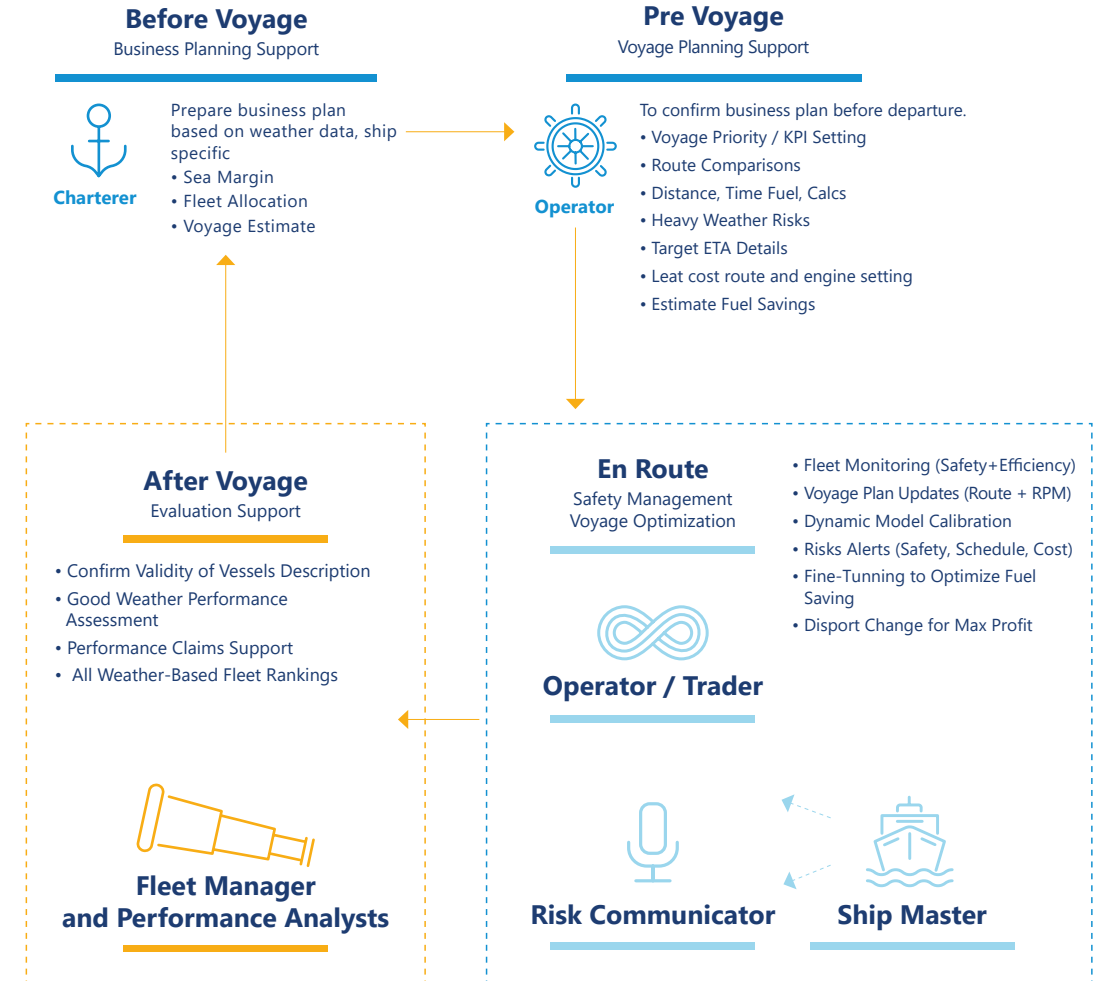 Before Voyage
Business Planning Support
Charterer
Prepare business plan
based on weather data, ship
specific
• Sea Margin
• Fleet Allocation
• Voyage Estimate
Pre Voyage
Voyage Planning Support
Operator
To confirm business plan before departure.
• Voyage Priority / KPI Setting
• Route Comparisons
• Distance, Time Fuel, Calcs
• Heavy Weather Risks
• Target ETA Details
• Leat cost route and engine setting
• Estimate Fuel Savings
En Route
Safety Management
Voyage Optimization
• Fleet Monitoring (Safety+Efficiency)
• Voyage Plan Updates (Route + RPM)
• Dynamic Model Calibration
• Risks Alerts (Safety, Schedule, Cost)
• Fine-Tunning to Optimize Fuel
Saving
• Disport Change for Max Profit
Operator / Trader
Risk Communicator
Ship Master
After Voyage
Evaluation Support
• Confirm Validity of Vessels Description
• Good Weather Performance
Assessment
• Performance Claims Support
• All Weather-Based Fleet Rankings
Fleet Manager
and Performance Analysts